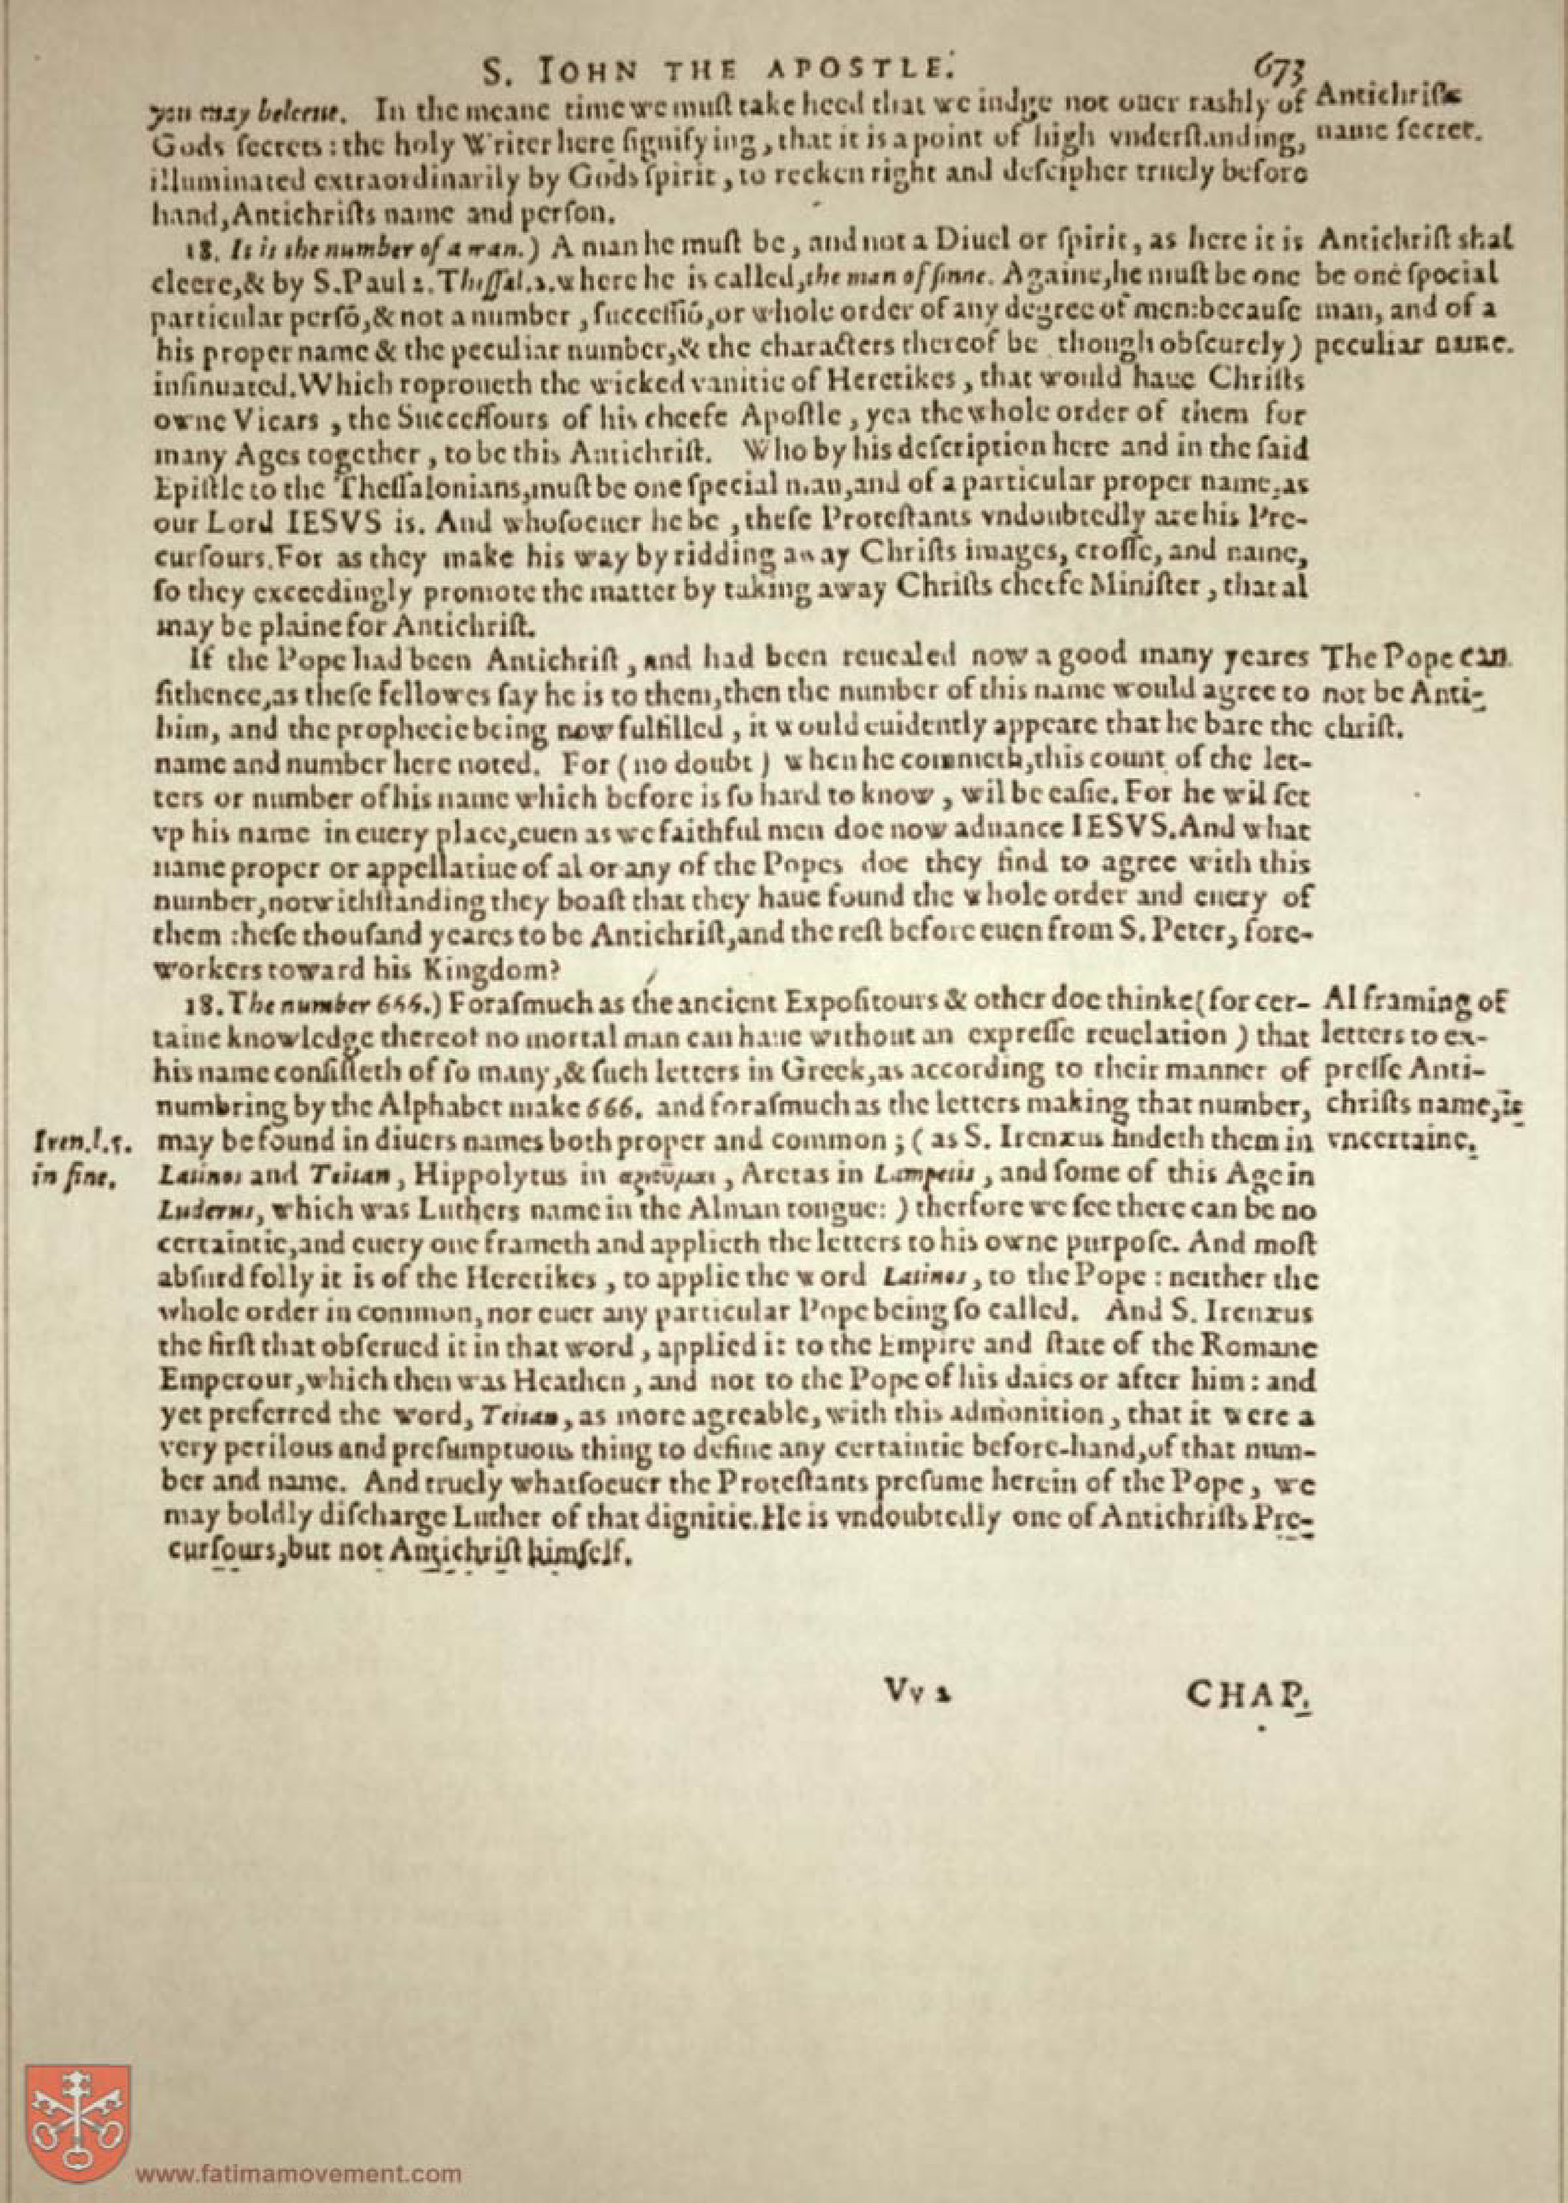 S. IOHN THE APOSTLE. 673
you may beleeue. In the meane time we must take heed that we iudge not ouer rashly of
Gods secrets: the holy Writer here signifying, that it is a point of high vnderstanding,
illuminated extraordinarily by Gods spirit, to recken right and descipher truely before
hand, Antichrists name and person.
Antichrists
name secret.
18. It is the number of a man.) A man he must be, and not a Diuel or spirit, as here it is
cleere, & by S. Paul 2. Thessal. 2. where he is called, the man of sinne. Againe, he must be one
particular persō, & not a number, successiō, or whole order of any degree of men: because
his proper name & the peculiar number, & the characters thereof be though obscurely)
insinuated. Which roproueth the wicked vanitie of Heretikes, that would haue Christs
owne Vicars, the Successours of his cheefe Apostle, yea the whole order of them for
many Ages together, to be this Antichrist. Who by his description here and in the said
Epistle to the Thessalonians, must be one special man, and of a particular proper name, as
our Lord IESVS is. And whosoeuer he be, these Protestants vndoubtedly are his Pre-
cursours. For as they make his way by ridding away Christs images, crosse, and name,
so they exceedingly promote the matter by taking away Christs cheefe Minister, that al
may be plaine for Antichrist.
Antichrist shal
be one spocial
man, and of a
peculiar name.
If the Pope had been Antichrist, and had been reuealed now a good many yeares
sithence, as these fellowes say he is to them, then the number of this name would agree to
him, and the prophecie being now fulfilled, it would euidently appeare that he bare the
name and number here noted. For (no doubt) when he commeth, this count of the let-
ters or number of his name which before is so hard to know, wil be easie. For he wil set
vp his name in euery place, euen as we faithful men doe now aduance IESVS. And what
name proper or appellatiue of al or any of the Popes doe they find to agree with this
number, notwithstanding they boast that they haue found the whole order and euery of
them these thousand yeares to be Antichrist, and the rest before euen from S. Peter, fore-
workers toward his Kingdom?
The Pope can
not be Anti-
christ.
18. The number 666.) Forasmuch as the ancient Expositours & other doe thinke (for cer-
taine knowledge thereof no mortal man can haue without an expresse reuelation) that
his name consisteth of so many, & such letters in Greek, as according to their manner of
numbring by the Alphabet make 666. and forasmuch as the letters making that number,
may be found in diuers names both proper and common; (as S. Irenæus findeth them in
Latinos and Teitan, Hippolytus in ἀρνοῦμαι, Aretas in Lampetis, and some of this Age in
Luderus, which was Luthers name in the Alman tongue:) therfore we see there can be no
certaintie, and euery one frameth and applieth the letters to his owne purpose. And most
absurd folly it is of the Heretikes, to applie the word Latinos, to the Pope: neither the
whole order in common, nor euer any particular Pope being so called. And S. Irenæus
the first that obserued it in that word, applied it to the Empire and state of the Romane
Emperour, which then was Heathen, and not to the Pope of his daies or after him: and
yet preferred the word, Teitan, as more agreable, with this admonition, that it were a
very perilous and presumptuous thing to define any certaintie before-hand, of that num-
ber and name. And truely whatsoeuer the Protestants presume herein of the Pope, we
may boldly discharge Luther of that dignitie. He is vndoubtedly one of Antichrists Pre-
cursours, but not Antichrist himself.
Al framing of
letters to ex-
presse Anti-
christs name, is
vncertaine.
Iren. l. 5.
in fine.
Vv 2 CHAP.
www.fatimamovement.com